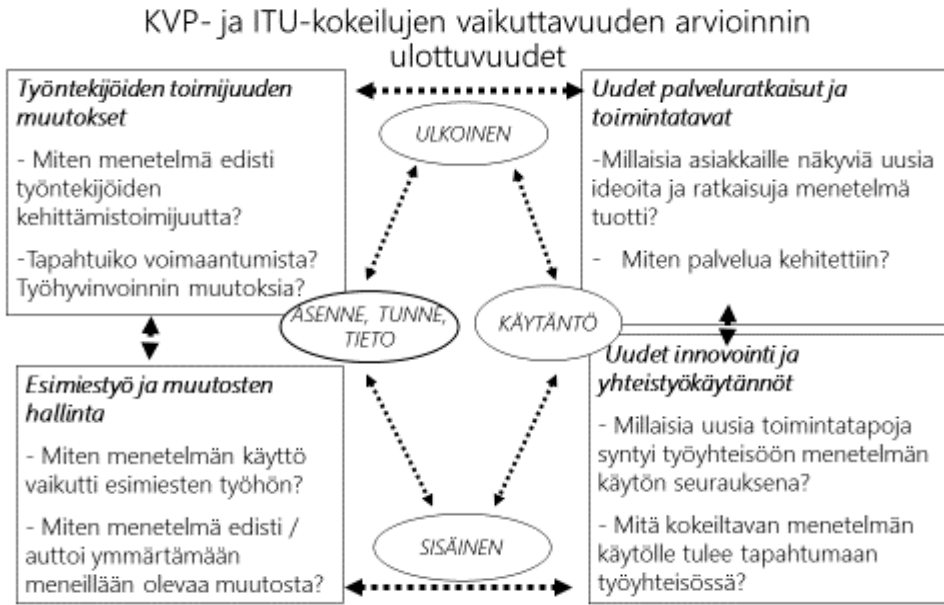 KVP- ja ITU-kokeilujen vaikuttavuuden arvioinnin
ulottuvuudet
Työntekijöiden toimijuuden
muutokset
- Miten menetelmä edisti
työntekijöiden
kehittämistoimijuutta?
-Tapahtuiko voimaantumista?
Työhyvinvoinnin muutoksia?
ULKOINEN
Uudet palveluratkaisut ja
toimintatavat
-Millaisia asiakkaille näkyviä uusia
ideoita ja ratkaisuja menetelmä
tuotti?
- Miten palvelua kehitettiin?
ASENNE, TUNNE,
TIETO
KÄYTÄNTÖ
Esimiestyö ja muutosten
hallinta
- Miten menetelmän käyttö
vaikutti esimiesten työhön?
- Miten menetelmä edisti /
auttoi ymmärtämään
meneillään olevaa muutosta?
SISÄINEN
Uudet innovointi ja
yhteistyökäytännöt
- Millaisia uusia toimintatapoja
syntyi työyhteisöön menetelmän
käytön seurauksena?
- Mitä kokeiltavan menetelmän
käytölle tulee tapahtumaan
työyhteisössä?